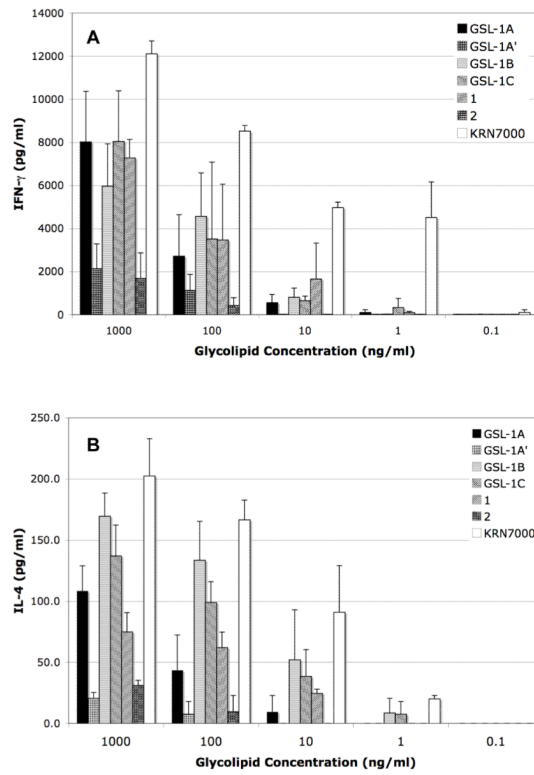 A
14000
12000
10000
8000
6000
4000
2000
0
IFN-γ (pg/ml)
GSL-1A
GSL-1A'
GSL-1B
GSL-1C
1
2
KRN7000
1000 100 10 1 0.1
Glycolipid Concentration (ng/ml)
B
250.0
200.0
150.0
100.0
50.0
0.0
IL-4 (pg/ml)
GSL-1A
GSL-1A'
GSL-1B
GSL-1C
1
2
KRN7000
1000 100 10 1 0.1
Glycolipid Concentration (ng/ml)